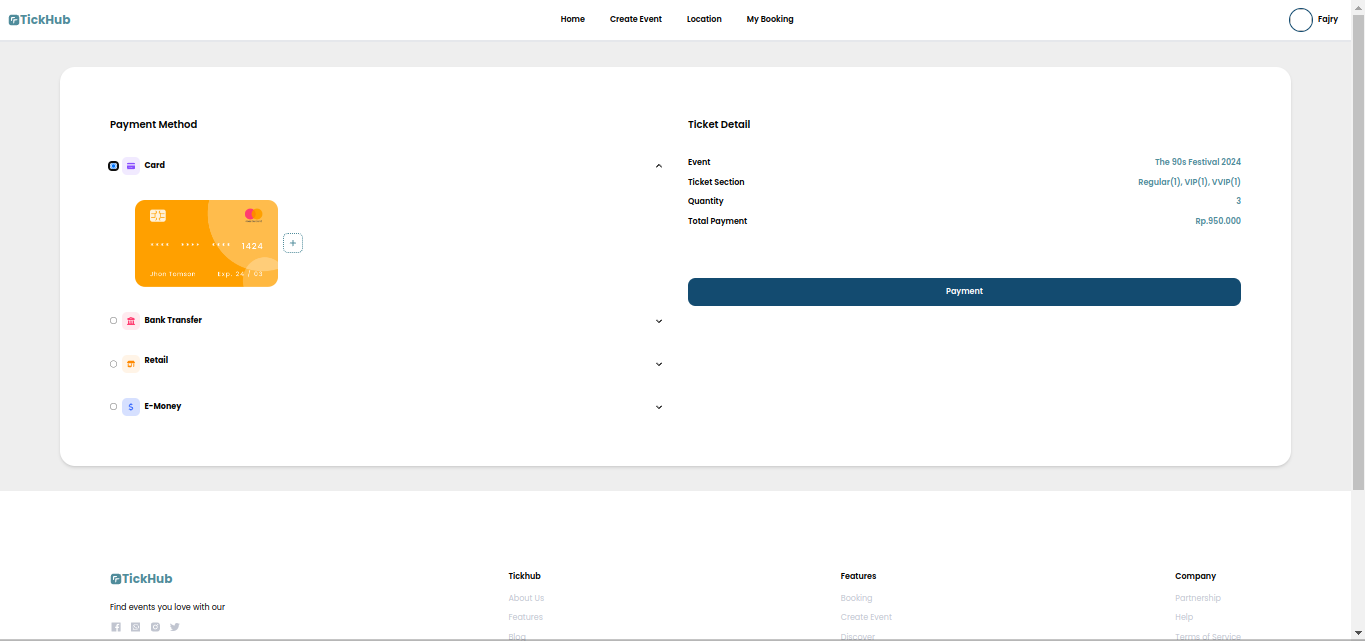 TickHub
Home Create Event Location My Booking
Fajry
Payment Method
Card
**** **** **** 1424
Jhon Tomson Exp. 24 / 03
Bank Transfer
Retail
E-Money
Ticket Detail
Event The 90s Festival 2024
Ticket Section Regular(1), VIP(1), VVIP(1)
Quantity 3
Total Payment Rp.950.000
Payment
TickHub
Find events you love with our
Tickhub
About Us
Features
Blog
Features
Booking
Create Event
Discover
Company
Partnership
Help
Terms of Service